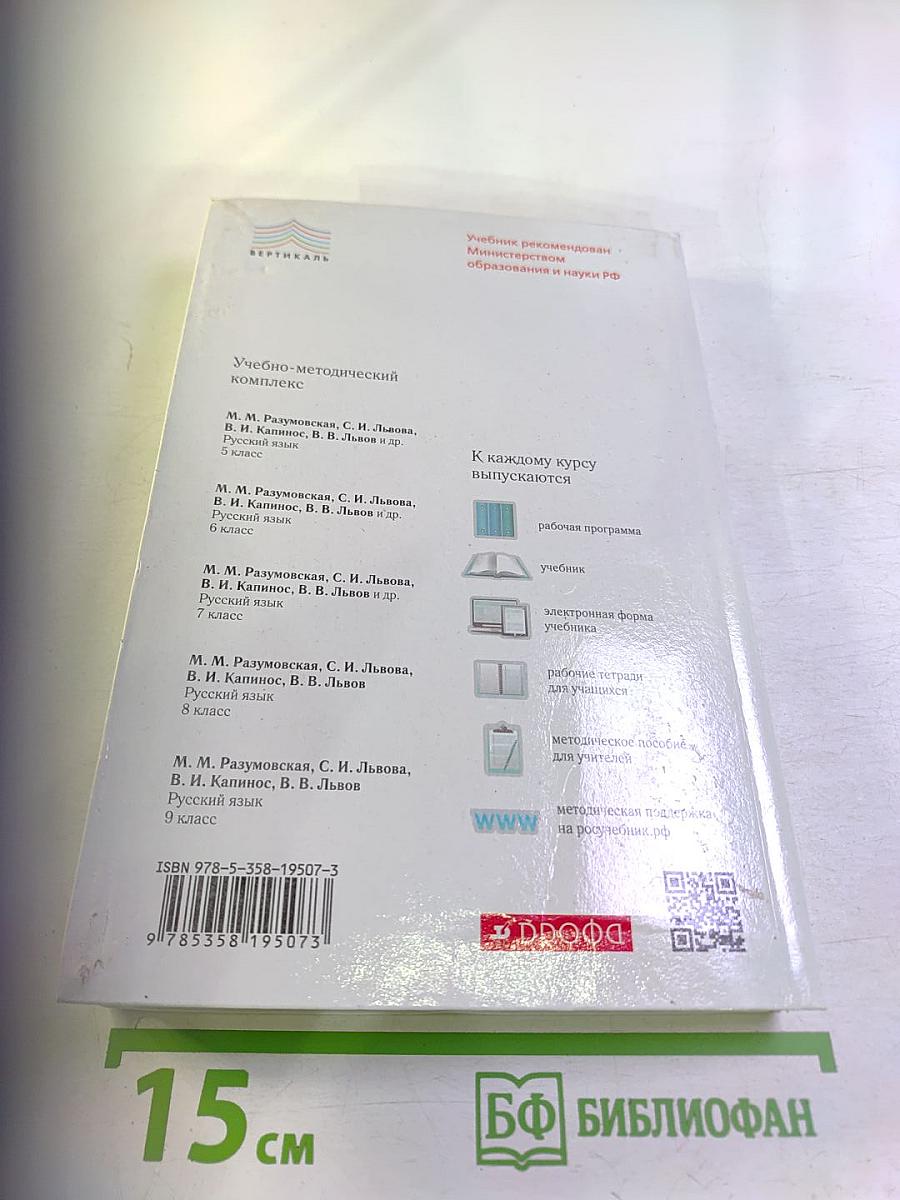 ВЕРТИКАЛЬ
Учебник рекомендован
Министерством
образования и науки РФ
Учебно-методический
комплекс
М. М. Разумовская, С. И. Львова,
В. И. Капинос, В. В. Львов и др.
Русский язык
5 класс
М. М. Разумовская, С. И. Львова,
В. И. Капинос, В. В. Львов и др.
Русский язык
6 класс
М. М. Разумовская, С. И. Львова,
В. И. Капинос, В. В. Львов и др.
Русский язык
7 класс
М. М. Разумовская, С. И. Львова,
В. И. Капинос, В. В. Львов
Русский язык
8 класс
М. М. Разумовская, С. И. Львова,
В. И. Капинос, В. В. Львов
Русский язык
9 класс
К каждому курсу
выпускаются
рабочая программа
учебник
электронная форма
учебника
рабочие тетради
для учащихся
методическое пособие
для учителей
www
методическая поддержка
на росучебник.рф
ISBN 978-5-358-19507-3
9 785358 195073
ДРОФА
15 см
БФ БИБЛИОФАН